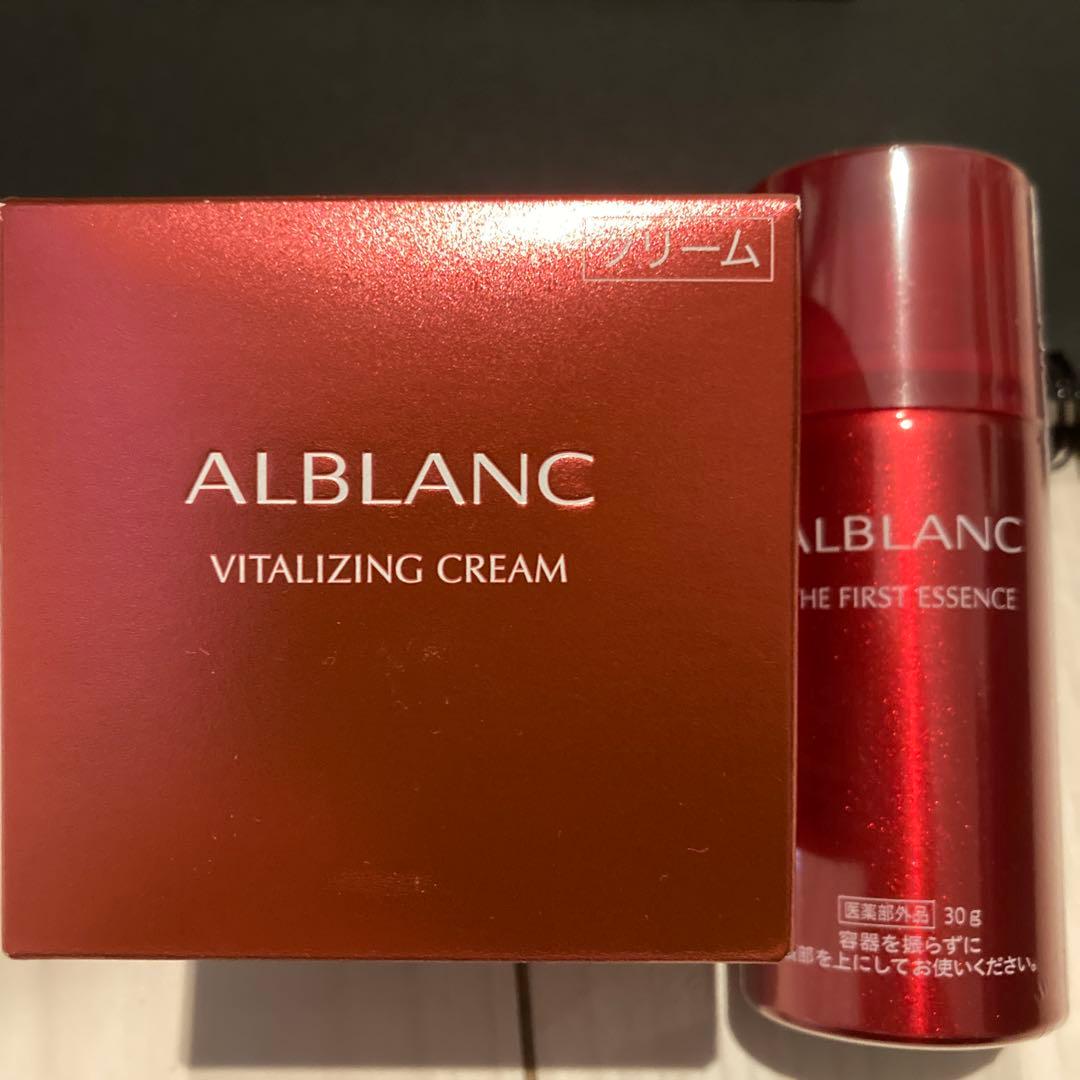 クリーム
ALBLANC
VITALIZING CREAM
ALBLANC
THE FIRST ESSENCE
医薬部外品 30g
容器を振らずに
部を上にしてお使いください。